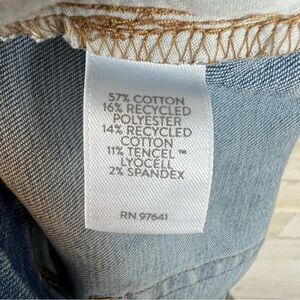 57% COTTON
16% RECYCLED
POLYESTER
14% RECYCLED
COTTON
11% TENCEL™
LYOCELL
2% SPANDEX
RN 97641